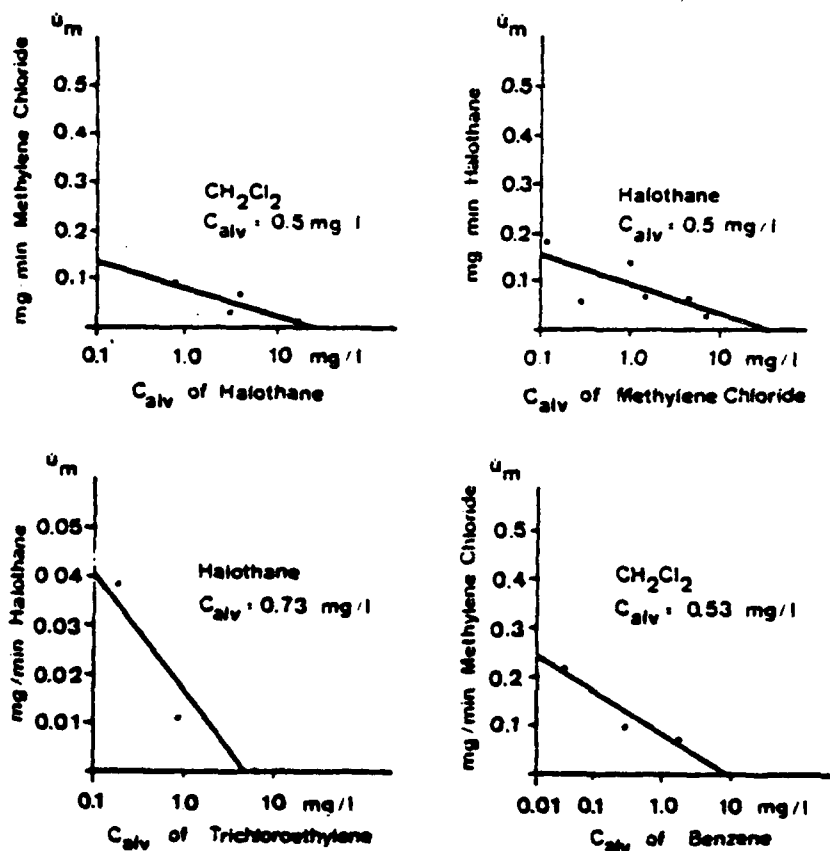 u̇m
mg·min Methylene Chloride
0.5
0.4
0.3
0.2
0.1
CH2Cl2
Calv = 0.5 mg l
0.1 1.0 10 mg/l
Calv of Halothane
u̇m
mg min Halothane
0.5
0.4
0.3
0.2
0.1
Halothane
Calv = 0.5 mg/l
0.1 1.0 10 mg/l
Calv of Methylene Chloride
u̇m
mg/min Halothane
0.05
0 04
0.03
0.02
0.01
Halothane
Calv = 0.73 mg/l
0.1 1.0 10 mg/l
Calv of Trichloroethylene
u̇m
mg/min Methylene Chloride
0.5
0.4
0.3
0.2
0.1
CH2Cl2
Calv : 0.53 mg/l
0.01 0.1 1.0 10 mg/l
Calv of Benzene